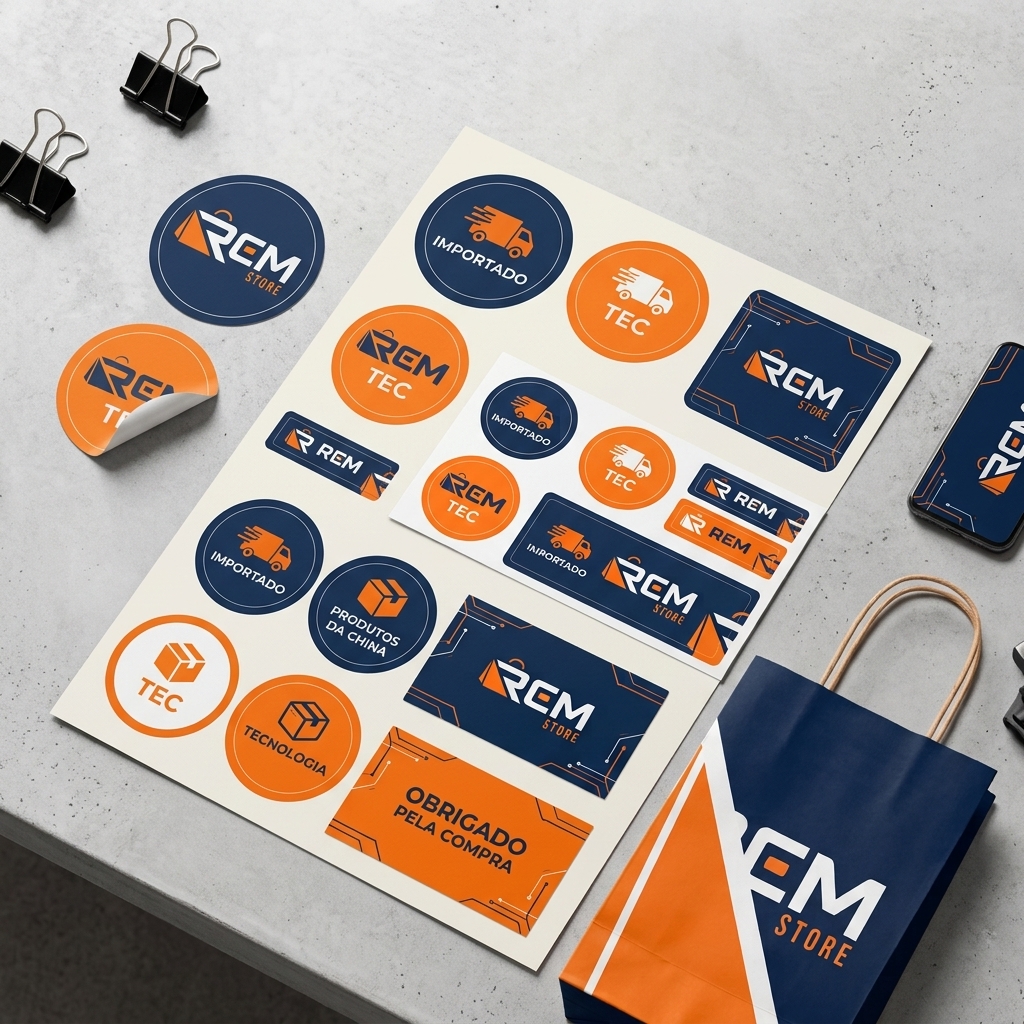 REM
STORE
REM
IMPORTADO
TEC
REM
TEC
REM
STORE
REM
IMPORTADO
TEC
REM
TEC
REM
REM
IMPORTADO
REM
STORE
IMPORTADO
PRODUTOS
DA CHINA
TEC
TECNOLOGIA
REM
STORE
OBRIGADO
PELA COMPRA
REM
STORE